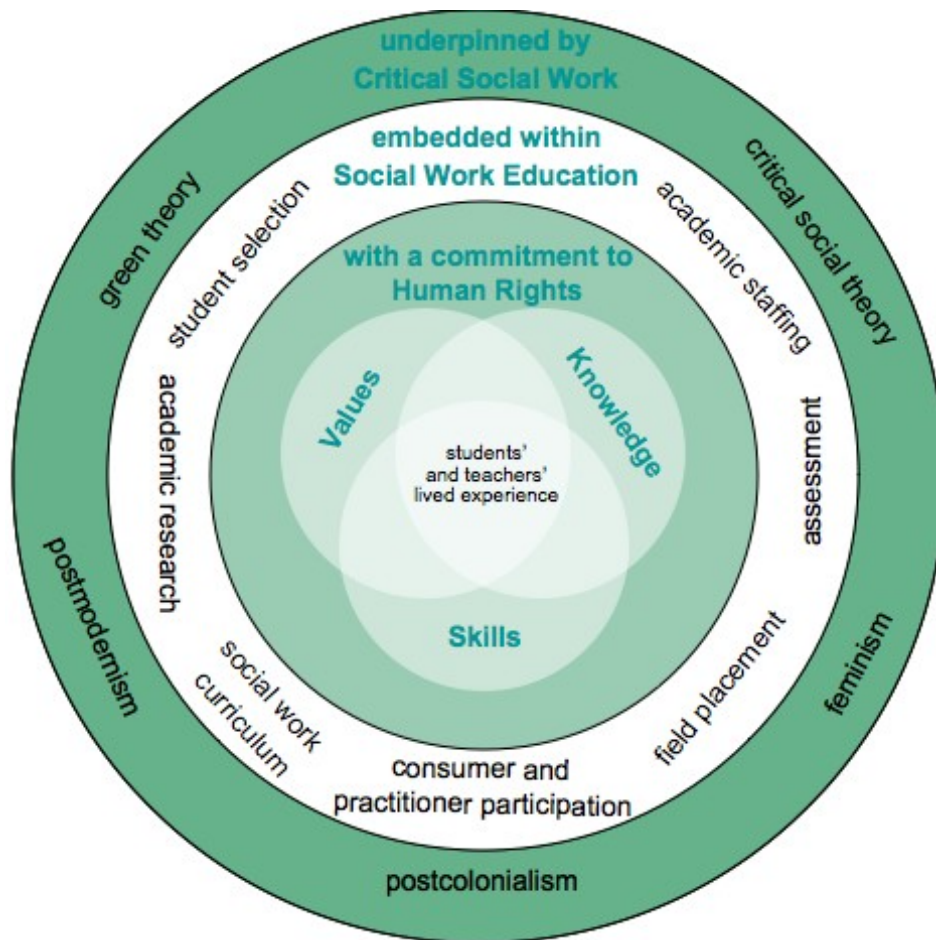 underpinned by
Critical Social Work
critical social theory
feminism
postcolonialism
postmodernism
green theory
embedded within
Social Work Education
academic staffing
assessment
field placement
consumer and
practitioner participation
social work
curriculum
academic research
student selection
with a commitment to
Human Rights
Values
Knowledge
Skills
students’
and teachers’
lived experience